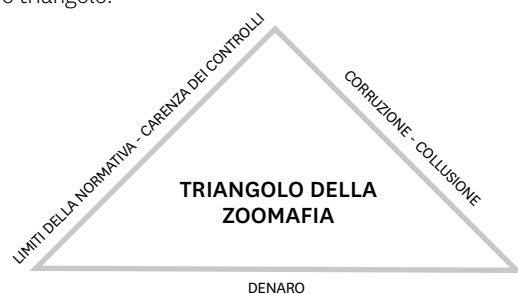 o triangolo.
LIMITI DELLA NORMATIVA - CARENZA DEI CONTROLLI
CORRUZIONE - COLLUSIONE
TRIANGOLO DELLA
ZOOMAFIA
DENARO